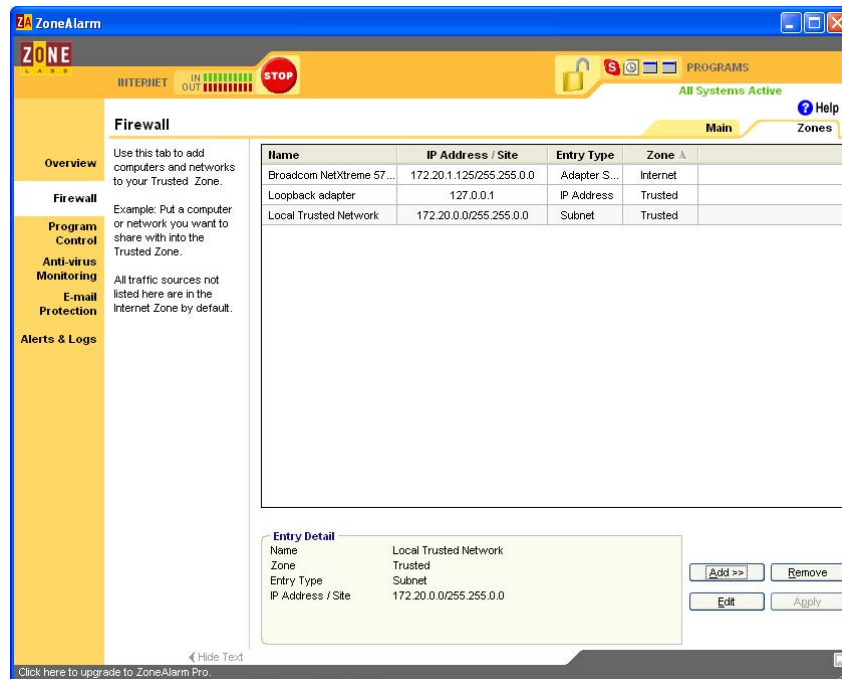 ZA ZoneAlarm
ZONE
LABS
INTERNET
IN
OUT
STOP
S
PROGRAMS
All Systems Active
? Help
Firewall
Main
Zones
Overview
Firewall
Program
Control
Anti-virus
Monitoring
E-mail
Protection
Alerts & Logs
Use this tab to add
computers and networks
to your Trusted Zone.
Example: Put a computer
or network you want to
share with into the
Trusted Zone.
All traffic sources not
listed here are in the
Internet Zone by default.
Name IP Address / Site Entry Type Zone
Broadcom NetXtreme 57... 172.20.1.125/255.255.0.0 Adapter S... Internet
Loopback adapter 127.0.0.1 IP Address Trusted
Local Trusted Network 172.20.0.0/255.255.0.0 Subnet Trusted
Entry Detail
Name Local Trusted Network
Zone Trusted
Entry Type Subnet
IP Address / Site 172.20.0.0/255.255.0.0
Add >> Remove
Edit Apply
Hide Text
Click here to upgrade to ZoneAlarm Pro.